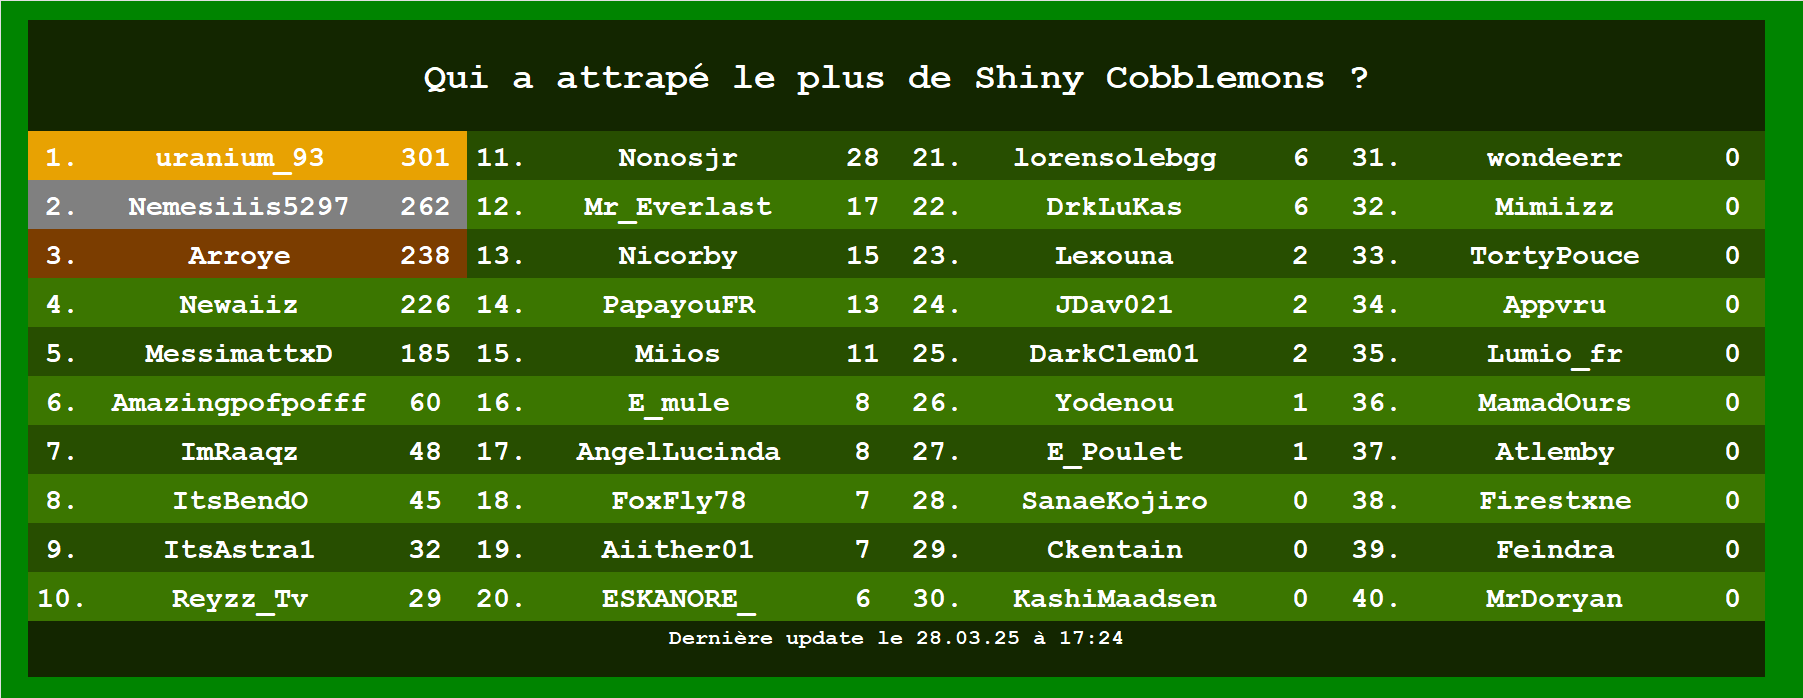 Qui a attrapé le plus de Shiny Cobblemons ?
1. uranium_93 301 11. Nonosjr 28 21. lorensolebgg 6 31. wondeerr 0
2. Nemesiiis5297 262 12. Mr_Everlast 17 22. DrkLuKas 6 32. Mimiizz 0
3. Arroye 238 13. Nicorby 15 23. Lexouna 2 33. TortyPouce 0
4. Newaiiz 226 14. PapayouFR 13 24. JDav021 2 34. Appvru 0
5. MessimattxD 185 15. Miios 11 25. DarkClem01 2 35. Lumio_fr 0
6. Amazingpofpofff 60 16. E_mule 8 26. Yodenou 1 36. MamadOurs 0
7. ImRaaqz 48 17. AngelLucinda 8 27. E_Poulet 1 37. Atlemby 0
8. ItsBendO 45 18. FoxFly78 7 28. SanaeKojiro 0 38. Firestxne 0
9. ItsAstra1 32 19. Aiither01 7 29. Ckentain 0 39. Feindra 0
10. Reyzz_Tv 29 20. ESKANORE_ 6 30. KashiMaadsen 0 40. MrDoryan 0
Dernière update le 28.03.25 à 17:24